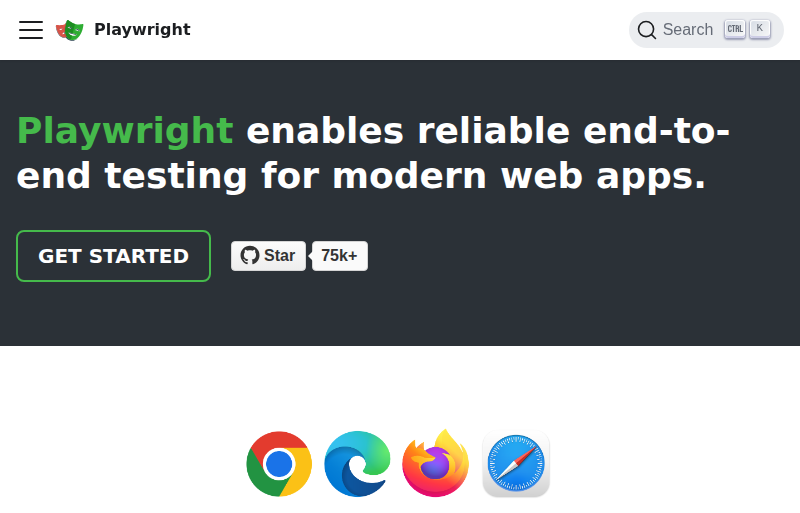 Playwright
Search CTRL K
Playwright enables reliable end-to-
end testing for modern web apps.
GET STARTED
Star 75k+